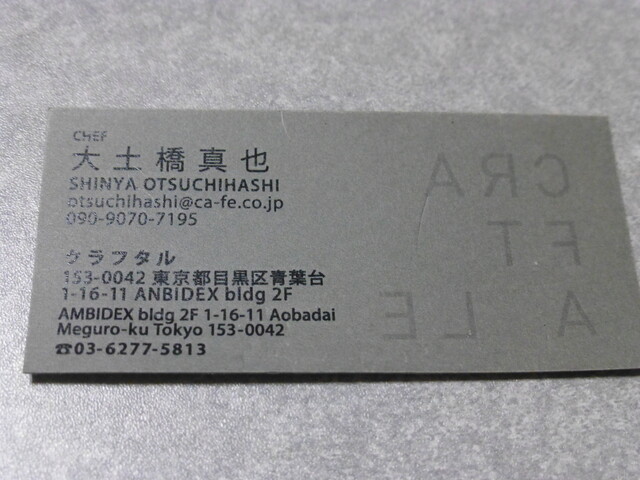 CHEF
大土橋真也
SHINYA OTSUCHIHASHI
otsuchihashi@ca-fe.co.jp
090-9070-7195
ケラフタル
153-0042 東京都目黒区青葉台
1-16-11 ANBIDEX bldg 2F
AMBIDEX bldg 2F 1-16-11 Aobadai
Meguro-ku Tokyo 153-0042
☎03-6277-5813
CRA
FT
A LE